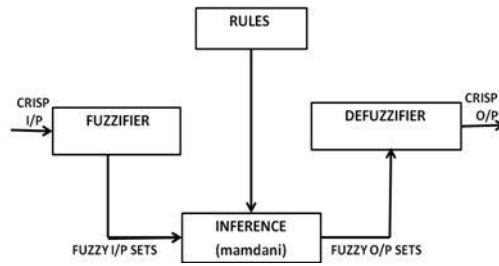 RULES
CRISP
I/P
FUZZIFIER
DEFUZZIFIER
CRISP
O/P
INFERENCE
(mamdani)
FUZZY I/P SETS
FUZZY O/P SETS